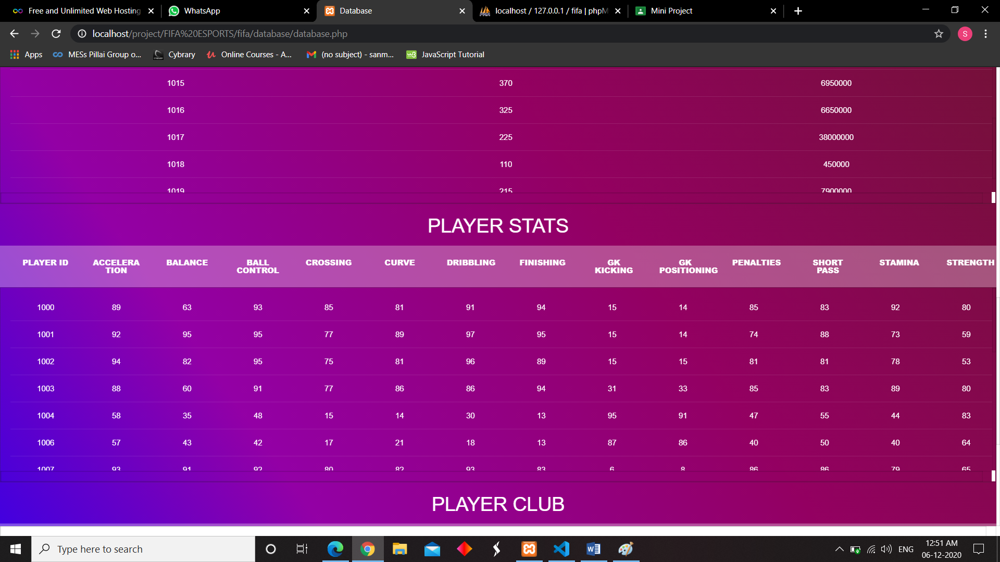 Free and Unlimited Web Hosting
WhatsApp
Database
localhost / 127.0.0.1 / fifa | phpM
Mini Project
localhost/project/FIFA%20ESPORTS/fifa/database/database.php
S
Apps
MESs Pillai Group o...
Cybrary
Online Courses - A...
(no subject) - sanm...
JavaScript Tutorial
1015 370 6950000
1016 325 6650000
1017 225 38000000
1018 110 450000
1019 215 7900000
PLAYER STATS
PLAYER ID ACCELERA BALANCE BALL CROSSING CURVE DRIBBLING FINISHING GK GK PENALTIES SHORT STAMINA STRENGTH
TION CONTROL KICKING POSITIONING PASS
1000 89 63 93 85 81 91 94 15 14 85 83 92 80
1001 92 95 95 77 89 97 95 15 14 74 88 73 59
1002 94 82 95 75 81 96 89 15 15 81 81 78 53
1003 88 60 91 77 86 86 94 31 33 85 83 89 80
1004 58 35 48 15 14 30 13 95 91 47 55 44 83
1006 57 43 42 17 21 18 13 87 86 40 50 40 64
1007 93 91 92 80 82 93 83 6 8 86 86 79 65
PLAYER CLUB
Type here to search
ENG
12:51 AM
06-12-2020